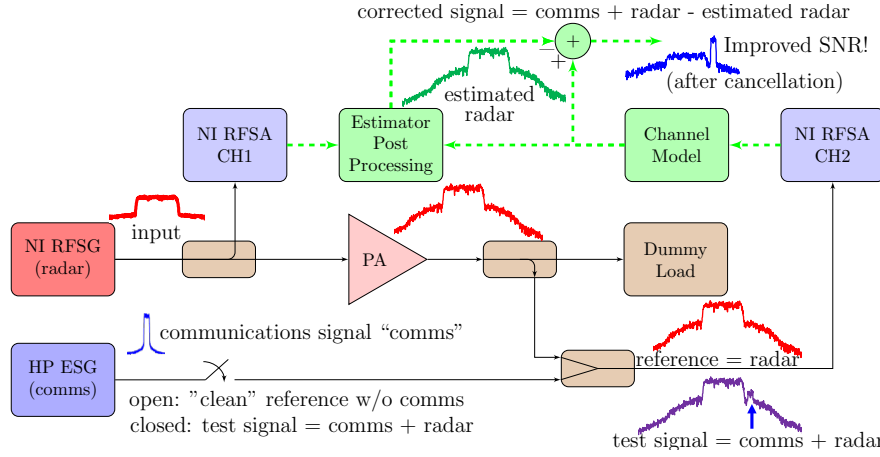 corrected signal = comms + radar - estimated radar
−
+
+
Improved SNR!
(after cancellation)
estimated
radar
NI RFSA
CH1
Estimator
Post
Processing
Channel
Model
NI RFSA
CH2
input
NI RFSG
(radar)
PA
Dummy
Load
communications signal “comms”
HP ESG
(comms)
reference = radar
open: ”clean” reference w/o comms
closed: test signal = comms + radar
test signal = comms + radar